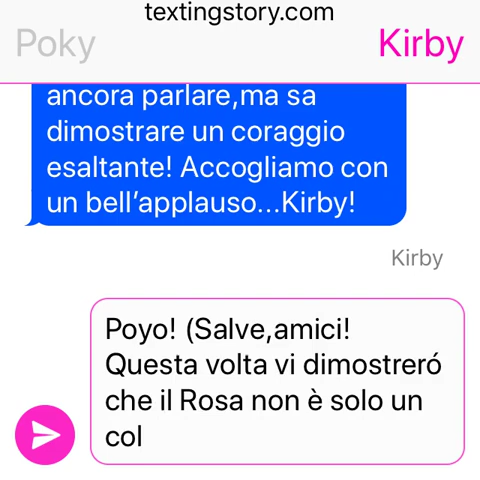 textingstory.com
Poky Kirby
ancora parlare,ma sa
dimostrare un coraggio
esaltante! Accogliamo con
un bell’applauso...Kirby!
Kirby
Poyo! (Salve,amici!
Questa volta vi dimostreró
che il Rosa non è solo un
col